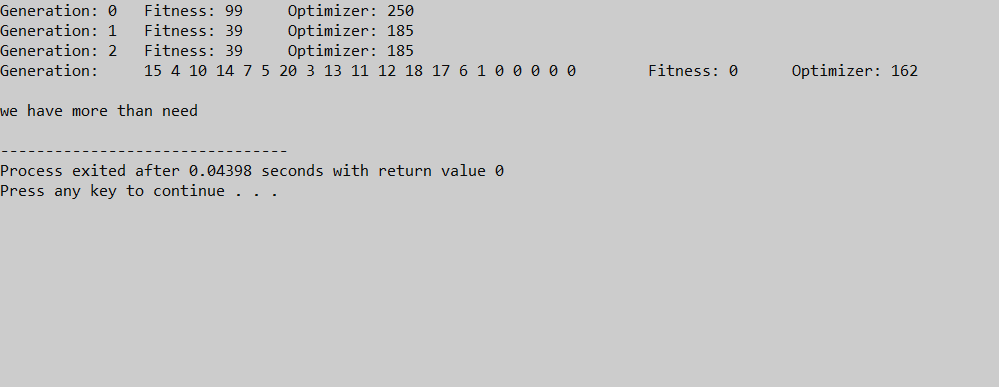 Generation: 0   Fitness: 99     Optimizer: 250
Generation: 1   Fitness: 39     Optimizer: 185
Generation: 2   Fitness: 39     Optimizer: 185
Generation:     15 4 10 14 7 5 20 3 13 11 12 18 17 6 1 0 0 0 0 0        Fitness: 0      Optimizer: 162
we have more than need
--------------------------------
Process exited after 0.04398 seconds with return value 0
Press any key to continue . . .